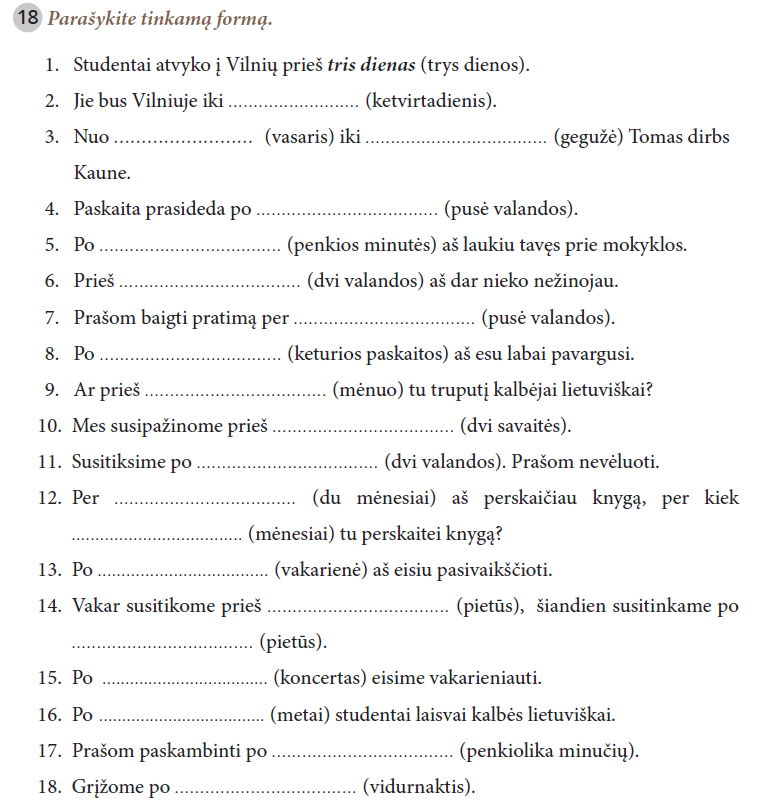 18 Parašykite tinkamą formą.
1. Studentai atvyko į Vilnių prieš tris dienas (trys dienos).
2. Jie bus Vilniuje iki .......................... (ketvirtadienis).
3. Nuo ............................ (vasaris) iki .................................... (gegužė) Tomas dirbs
Kaune.
4. Paskaita prasideda po .................................... (pusė valandos).
5. Po .................................... (penkios minutės) aš laukiu tavęs prie mokyklos.
6. Prieš .................................... (dvi valandos) aš dar nieko nežinojau.
7. Prašom baigti pratimą per .................................... (pusė valandos).
8. Po .................................... (keturios paskaitos) aš esu labai pavargusi.
9. Ar prieš .................................... (mėnuo) tu truputį kalbėjai lietuviškai?
10. Mes susipažinome prieš .................................... (dvi savaitės).
11. Susitiksime po .................................... (dvi valandos). Prašom nevėluoti.
12. Per .................................... (du mėnesiai) aš perskaičiau knygą, per kiek
.................................. (mėnesiai) tu perskaitei knygą?
13. Po .................................. (vakarienė) aš eisiu pasivaikščioti.
14. Vakar susitikome prieš .................................... (pietūs), šiandien susitinkame po
.................................... (pietūs).
15. Po ................................. (koncertas) eisime vakarieniauti.
16. Po ................................. (metai) studentai laisvai kalbės lietuviškai.
17. Prašom paskambinti po .................................... (penkiolika minučių).
18. Grįžome po .................................... (vidurnaktis).